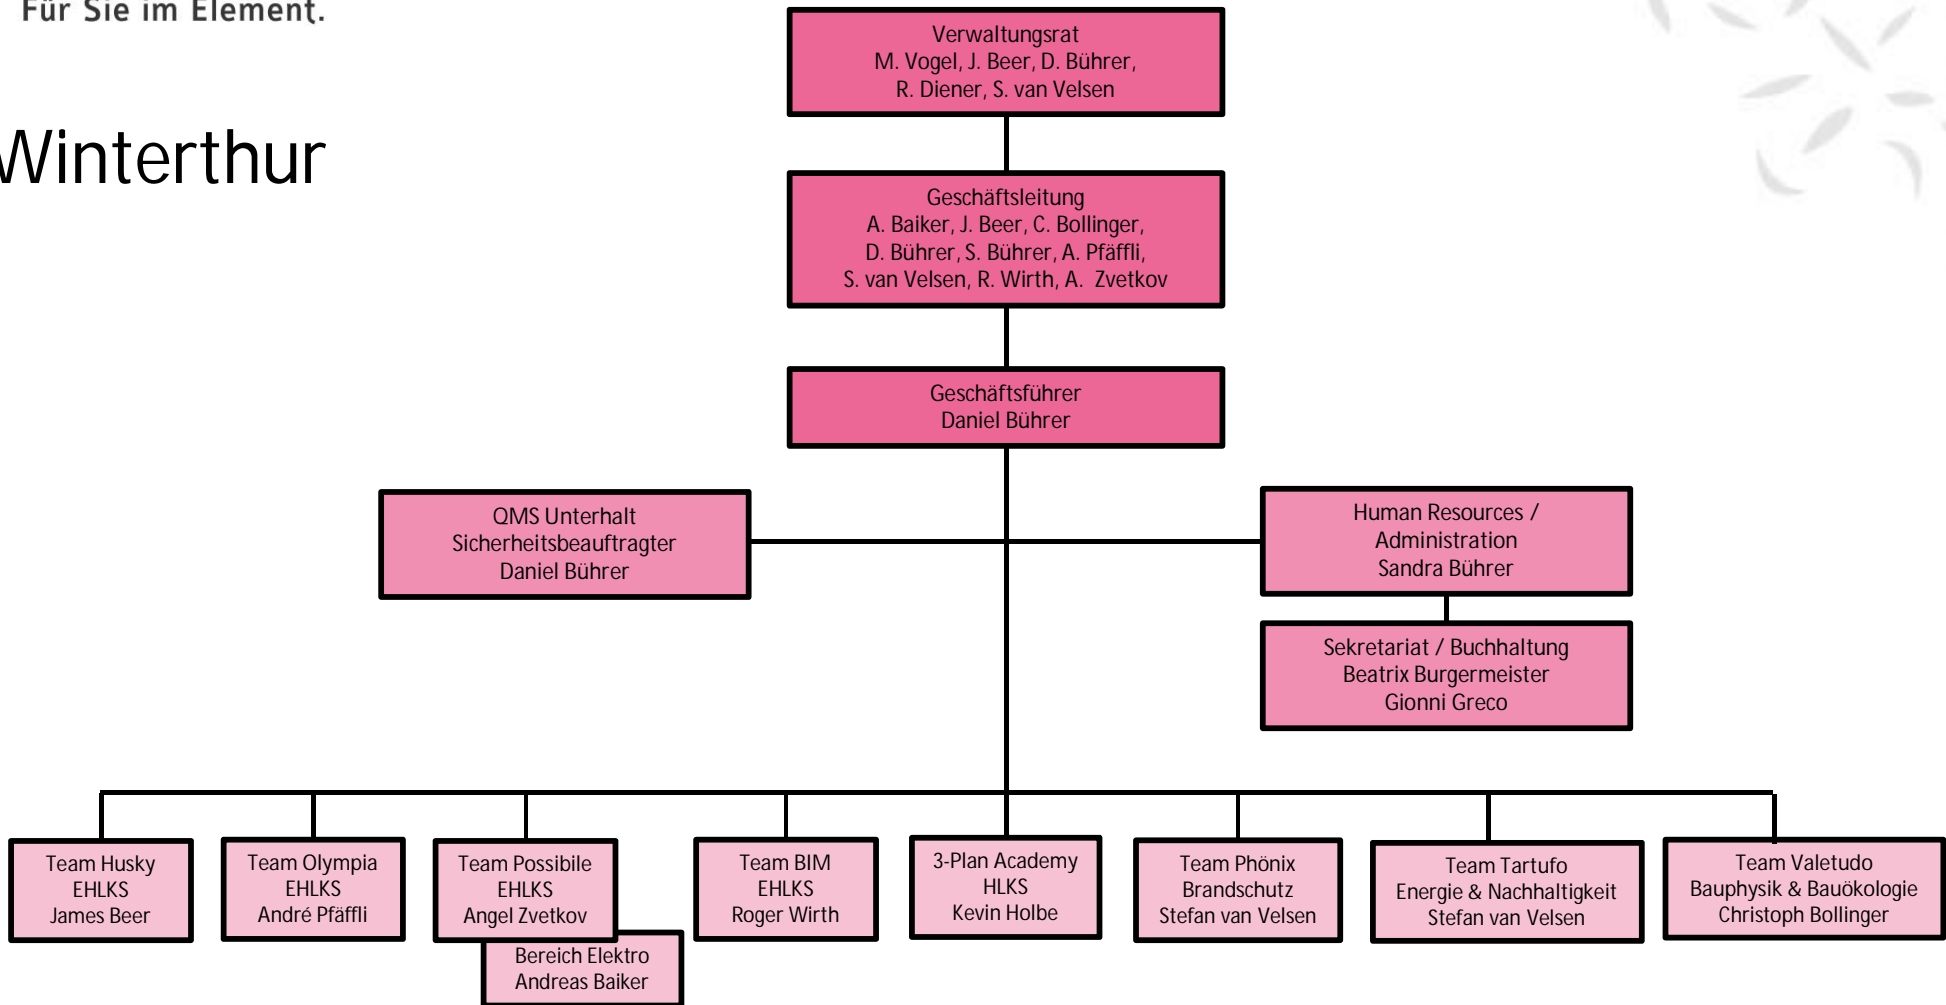 Für Sie im Element.
Winterthur
Verwaltungsrat
M. Vogel, J. Beer, D. Bührer,
R. Diener, S. van Velsen
Geschäftsleitung
A. Baiker, J. Beer, C. Bollinger,
D. Bührer, S. Bührer, A. Pfäffli,
S. van Velsen, R. Wirth, A. Zvetkov
Geschäftsführer
Daniel Bührer
QMS Unterhalt
Sicherheitsbeauftragter
Daniel Bührer
Human Resources /
Administration
Sandra Bührer
Sekretariat / Buchhaltung
Beatrix Burgermeister
Gionni Greco
Team Husky
EHLKS
James Beer
Team Olympia
EHLKS
André Pfäffli
Team Possibile
EHLKS
Angel Zvetkov
Bereich Elektro
Andreas Baiker
Team BIM
EHLKS
Roger Wirth
3-Plan Academy
HLKS
Kevin Holbe
Team Phönix
Brandschutz
Stefan van Velsen
Team Tartufo
Energie & Nachhaltigkeit
Stefan van Velsen
Team Valetudo
Bauphysik & Bauökologie
Christoph Bollinger